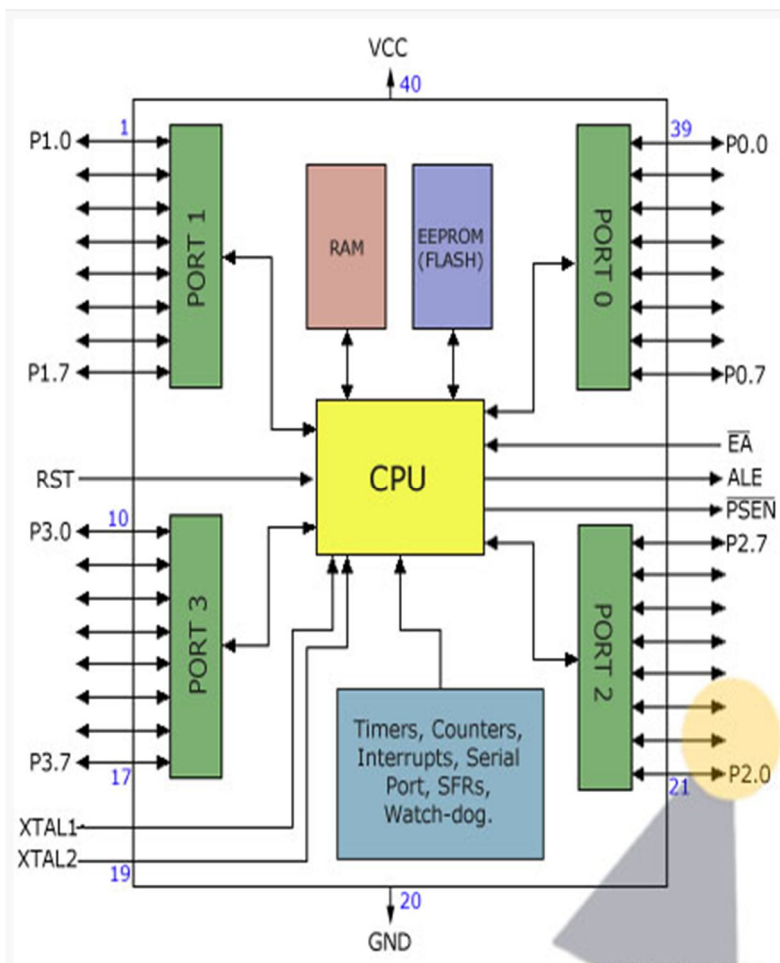 VCC
40
1
39
P1.0
P0.0
PORT 1
RAM
EEPROM
(FLASH)
PORT 0
P1.7
P0.7
EA
CPU
RST
ALE
PSEN
10
P3.0
P2.7
PORT 3
PORT 2
Timers, Counters,
Interrupts, Serial
Port, SFRs,
Watch-dog.
P3.7
17
P2.0
21
XTAL1
XTAL2
19
20
GND